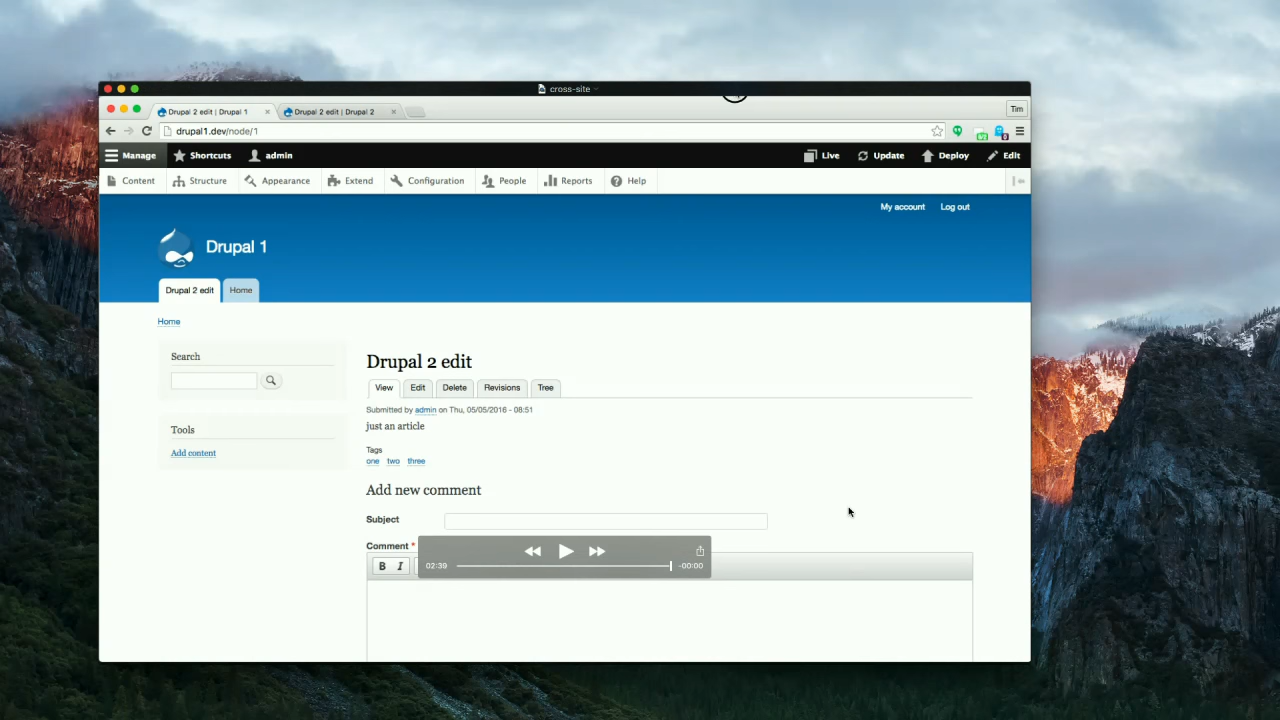 cross-site
Drupal 2 edit | Drupal 1
Drupal 2 edit | Drupal 2
Tim
drupal1.dev/node/1
Manage
Shortcuts
admin
Live
Update
Deploy
Edit
Content
Structure
Appearance
Extend
Configuration
People
Reports
Help
My account
Log out
Drupal 1
Drupal 2 edit
Home
Home
Search
Drupal 2 edit
View
Edit
Delete
Revisions
Tree
Submitted by admin on Thu, 05/05/2016 - 08:51
just an article
Tools
Add content
Tags
one two three
Add new comment
Subject
Comment *
B I
02:39
-00:00